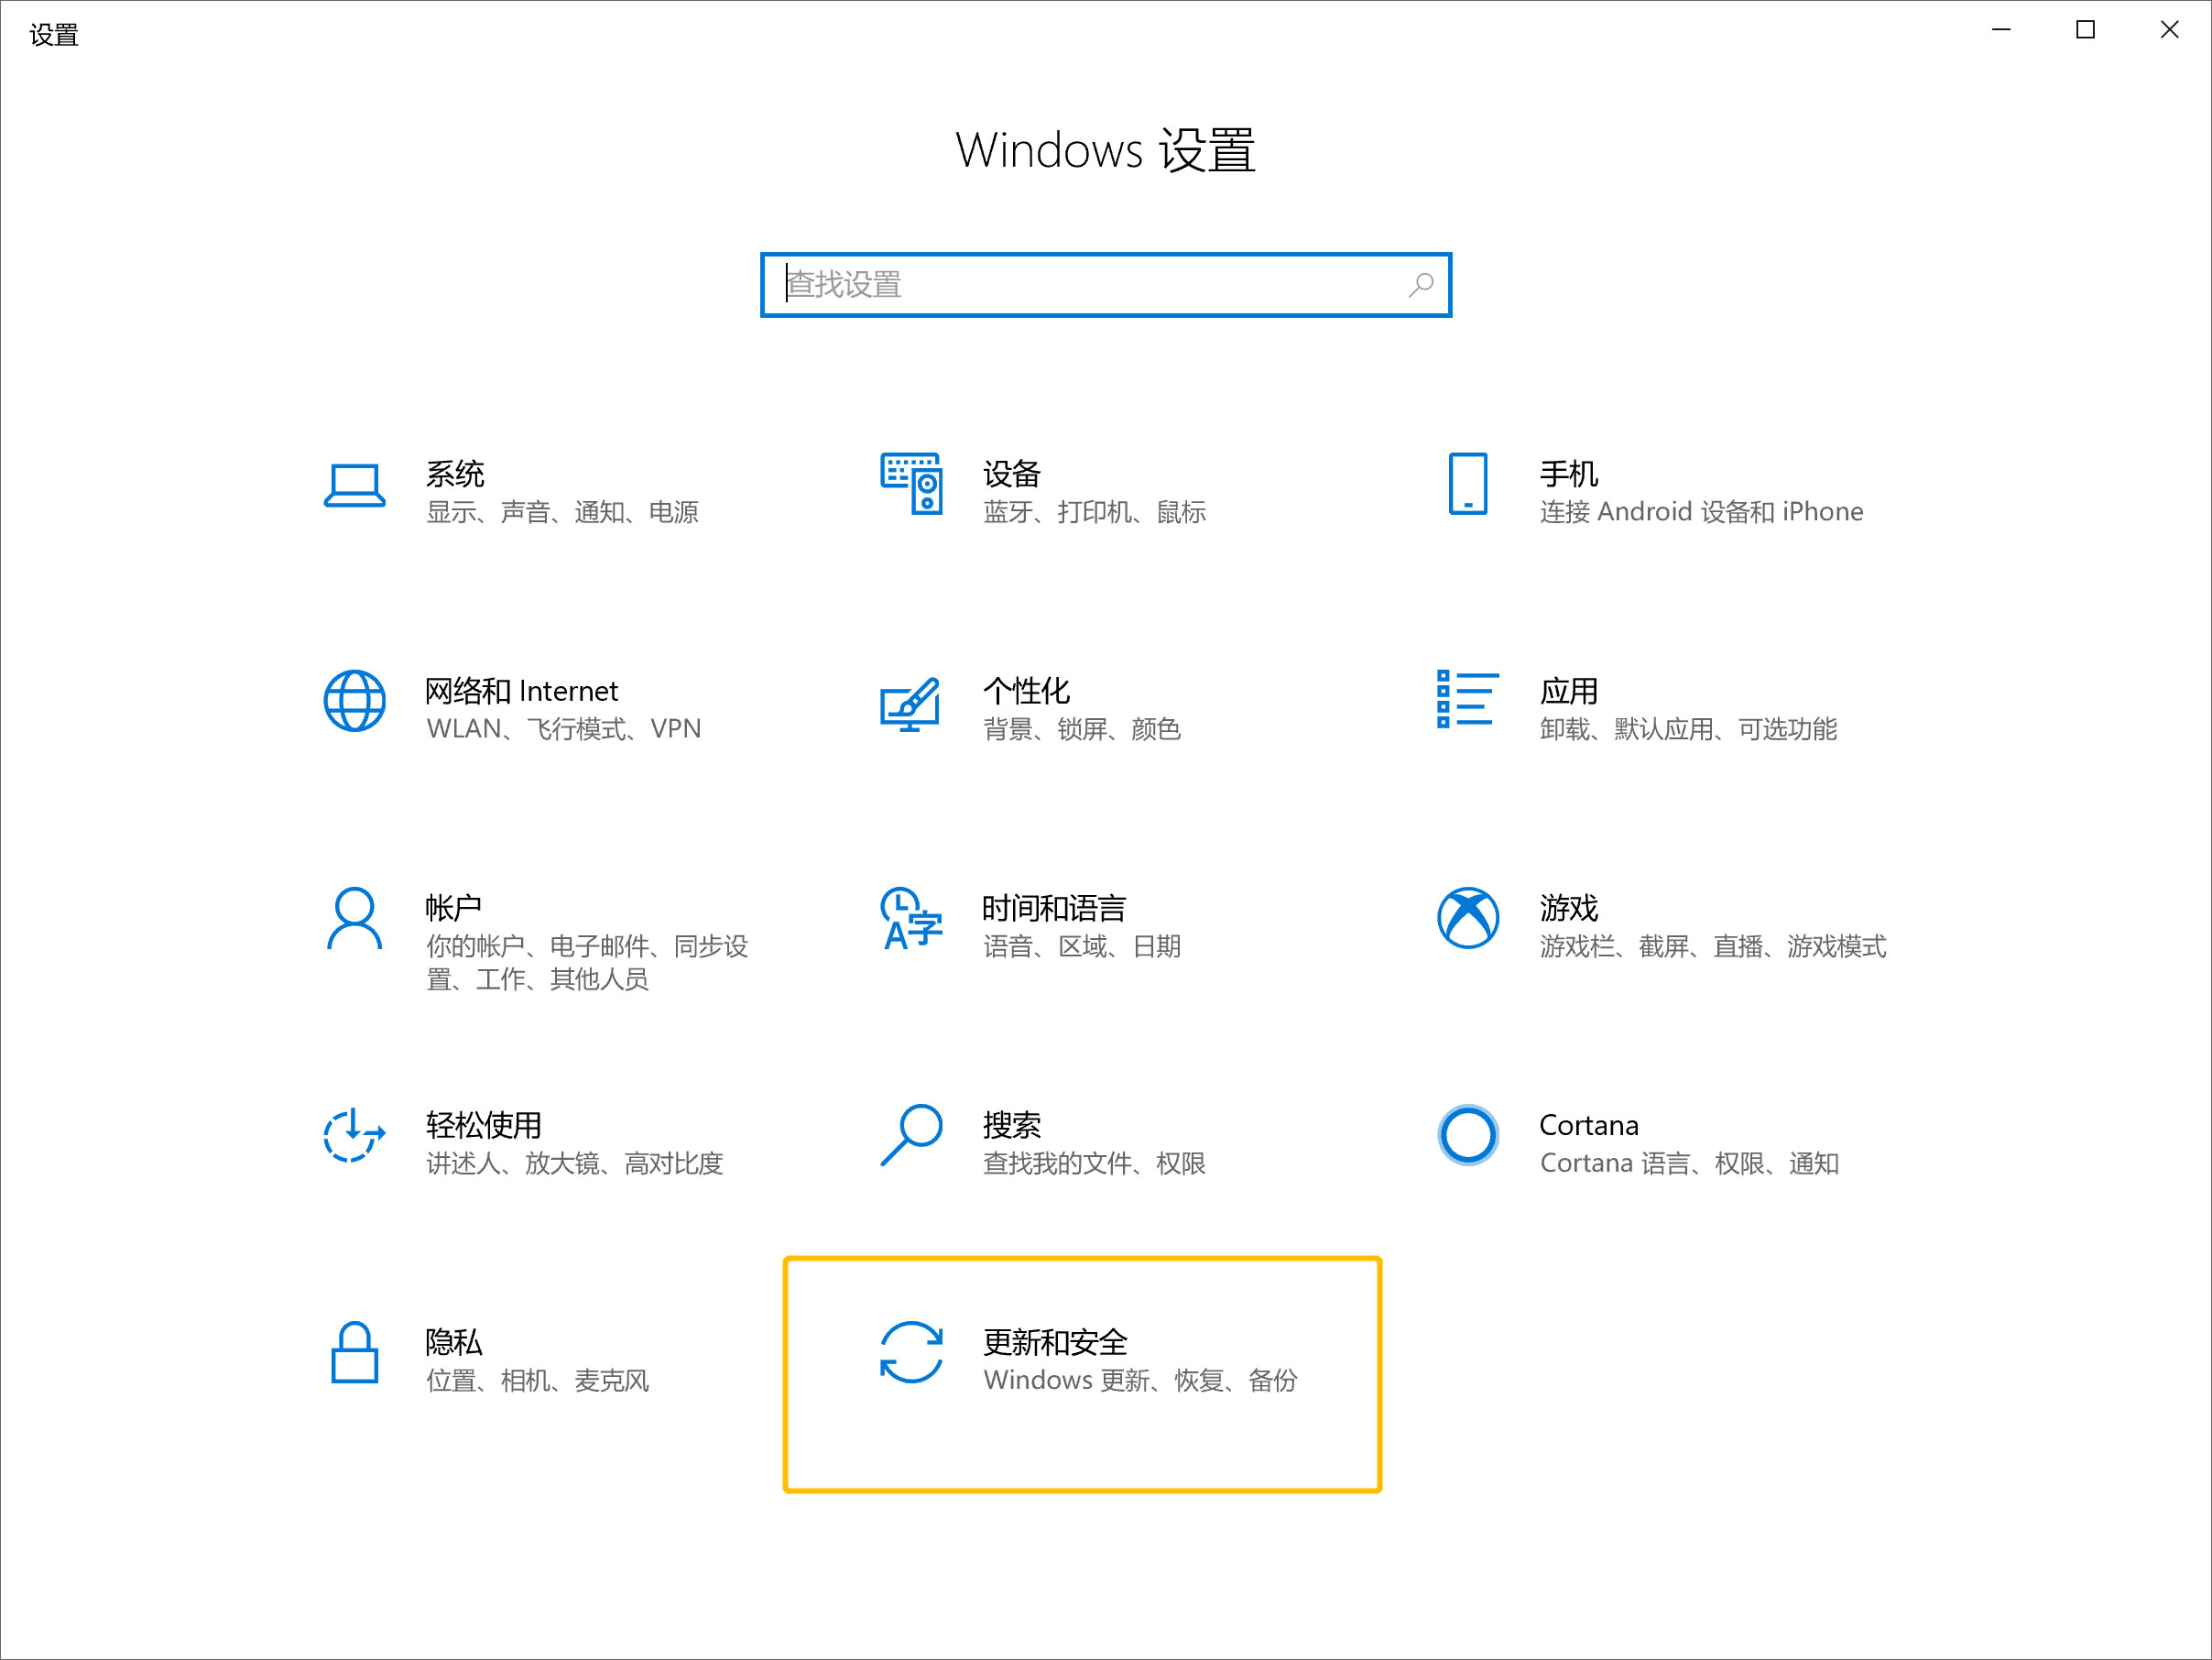 设置
Windows 设置
查找设置
系统
显示、声音、通知、电源
设备
蓝牙、打印机、鼠标
手机
连接 Android 设备和 iPhone
网络和 Internet
WLAN、飞行模式、VPN
个性化
背景、锁屏、颜色
应用
卸载、默认应用、可选功能
帐户
你的帐户、电子邮件、同步设
置、工作、其他人员
时间和语言
语音、区域、日期
游戏
游戏栏、截屏、直播、游戏模式
轻松使用
讲述人、放大镜、高对比度
搜索
查找我的文件、权限
Cortana
Cortana 语言、权限、通知
隐私
位置、相机、麦克风
更新和安全
Windows 更新、恢复、备份